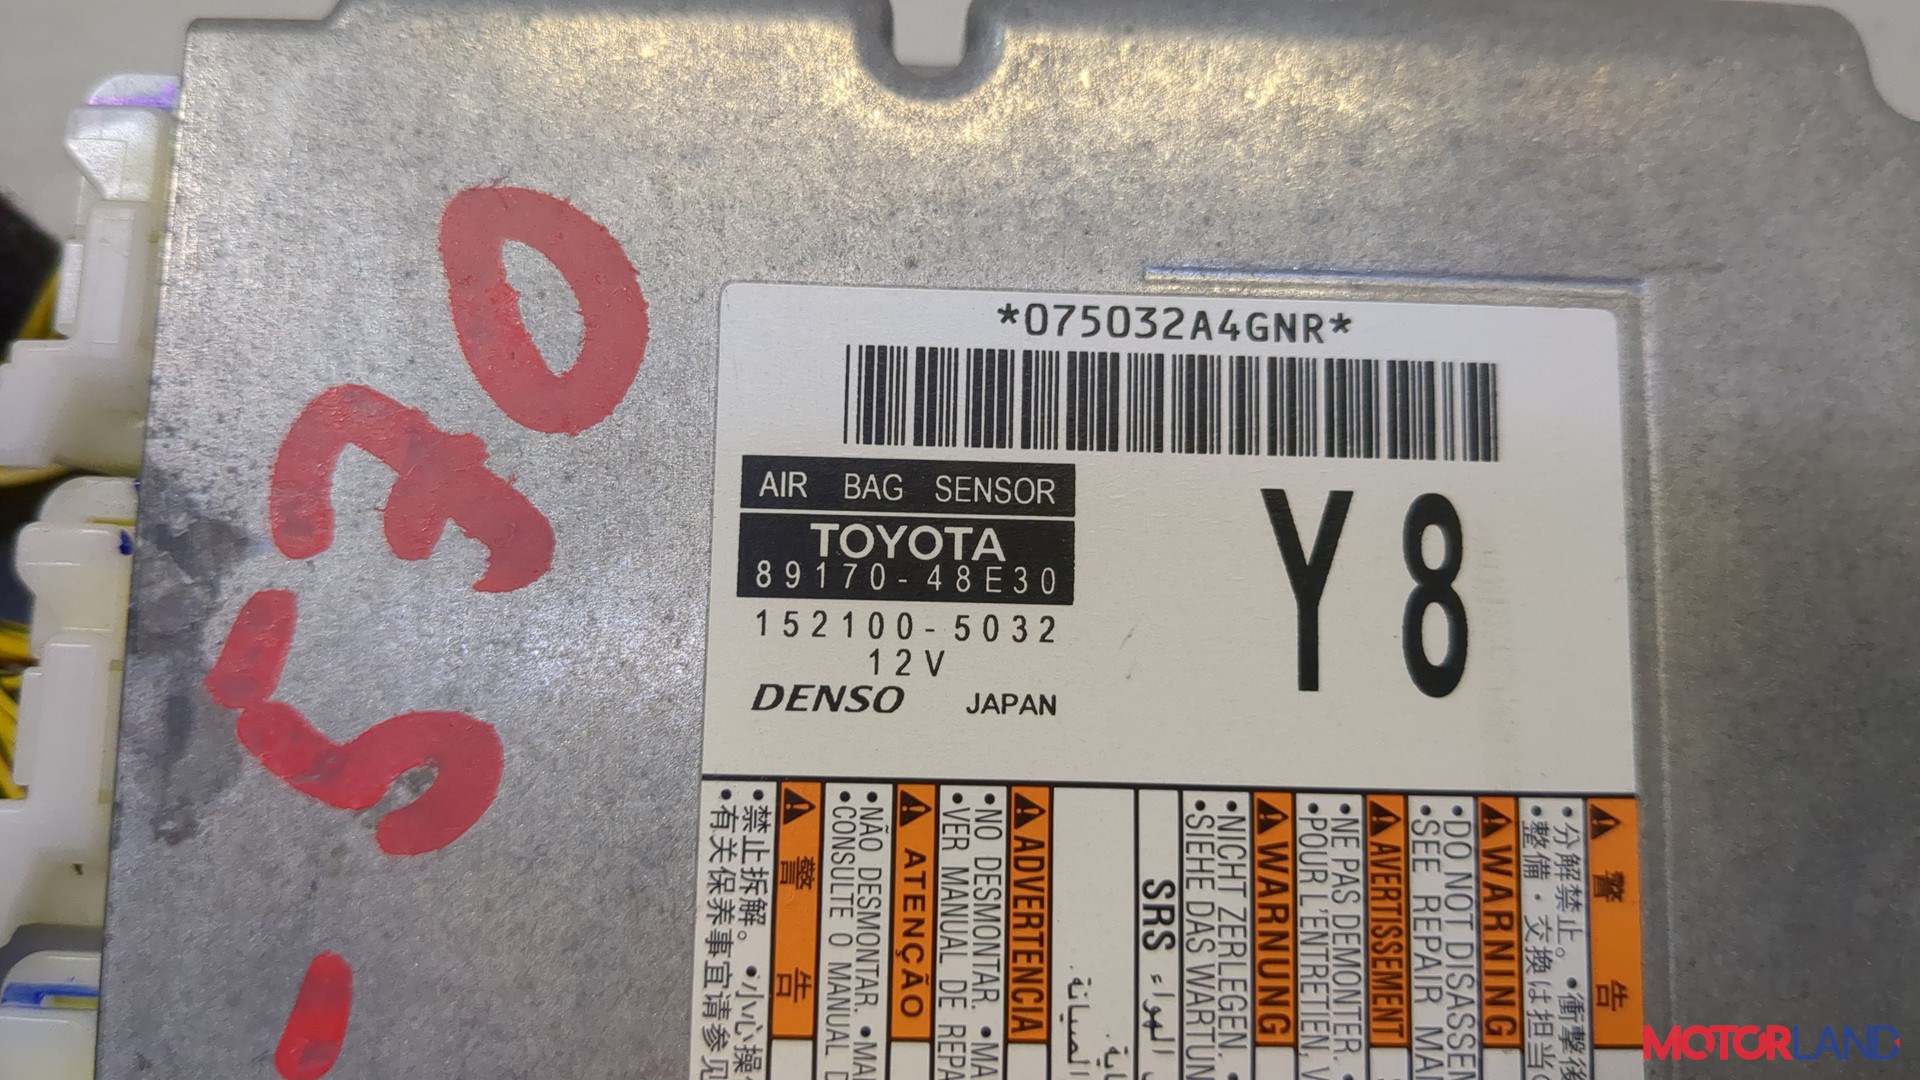 *075032A4GNR*
AIR BAG SENSOR
TOYOTA
89170-48E30
152100-5032
12V
DENSO JAPAN
Y8
530
警告
・分解禁止。・衝撃後
・整備・交換は担当
WARNING
•DO NOT DISASSEM
•SEE REPAIR MA
AVERTISSEMENT
•NE PAS DEMONTER.
•POUR L'ENTRETIEN, V
WARNUNG
•NICHT ZERLEGEN. •
•SIEHE DAS WARTUN
SRS
ADVERTENCIA
•NO DESMONTAR. •MA
•VER MANUAL DE REPA
ATENÇÃO
•NÃO DESMONTAR. •MA
•CONSULTE O MANUAL D
警告
•禁止拆解。•小心操
•有关保养事宜请参见
MOTORLAND